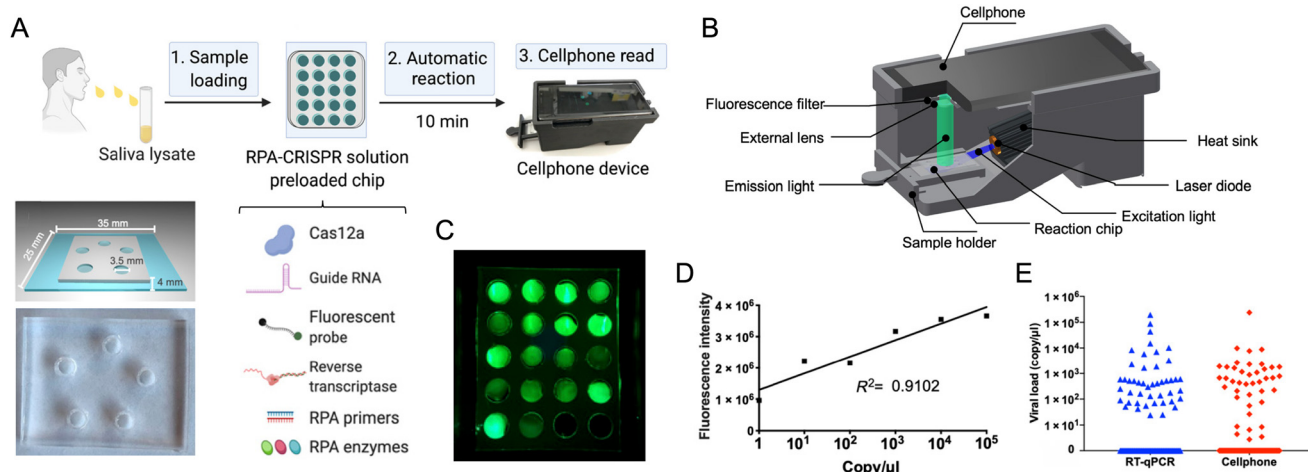 A
1. Sample
loading
2. Automatic
reaction
3. Cellphone read
10 min
Saliva lysate
RPA-CRISPR solution
preloaded chip
Cellphone device
35 mm
25 mm
3.5 mm
4 mm
Cas12a
Guide RNA
Fluorescent
probe
Reverse
transcriptase
RPA primers
RPA enzymes
B
Cellphone
Fluorescence filter
External lens
Emission light
Sample holder
Reaction chip
Excitation light
Laser diode
Heat sink
C
D
Fluorescence intensity
4 × 10⁶
3 × 10⁶
2 × 10⁶
1 × 10⁶
0
R²= 0.9102
1 10¹ 10² 10³ 10⁴ 10⁵
Copy/µl
E
Viral load (copy/µl)
1 × 10⁶
1 × 10⁵
1 × 10⁴
1 × 10³
1 × 10²
1 × 10¹
0
RT-qPCR Cellphone